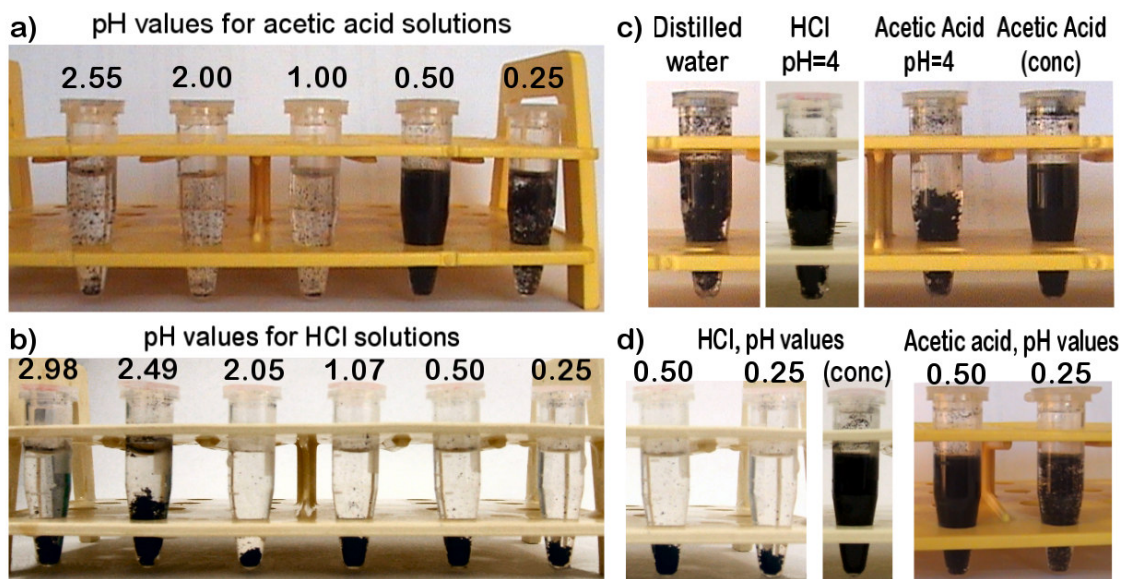 a) pH values for acetic acid solutions
2.55 2.00 1.00 0.50 0.25
b) pH values for HCl solutions
2.98 2.49 2.05 1.07 0.50 0.25
c) Distilled water HCl pH=4 Acetic Acid pH=4 Acetic Acid (conc)
d) HCl, pH values Acetic acid, pH values
0.50 0.25 (conc) 0.50 0.25